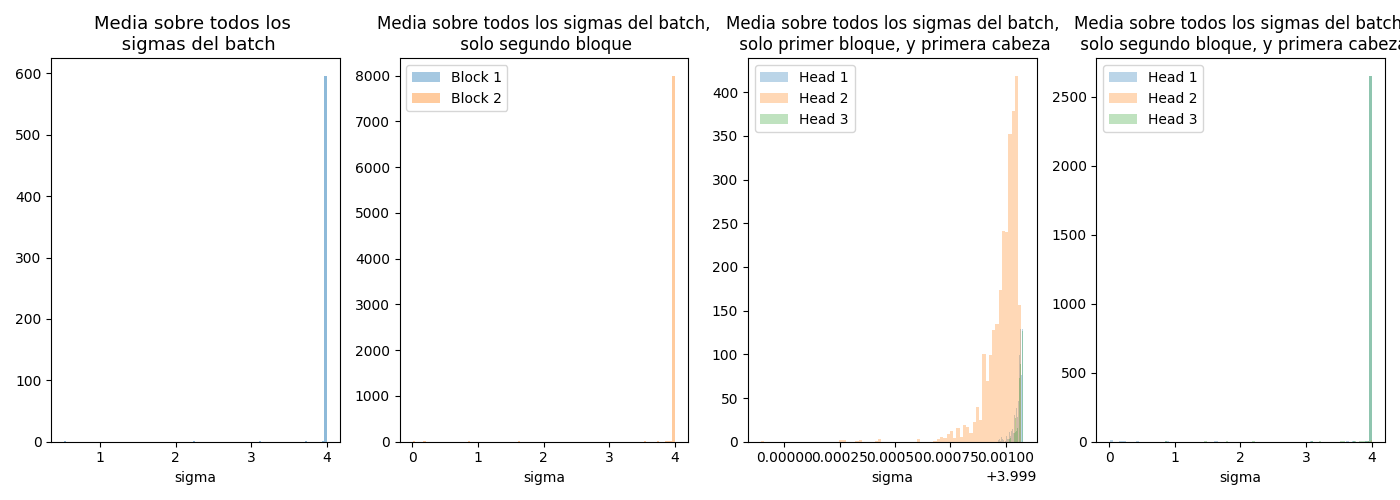 Media sobre todos los
sigmas del batch
600
500
400
300
200
100
0
1
2
3
4
sigma
Media sobre todos los sigmas del batch,
solo segundo bloque
Block 1
Block 2
8000
7000
6000
5000
4000
3000
2000
1000
0
0
1
2
3
4
sigma
Media sobre todos los sigmas del batch,
solo primer bloque, y primera cabeza
Head 1
Head 2
Head 3
400
350
300
250
200
150
100
50
0
0.00000
0.00025
0.00050
0.00075
0.00100
sigma
+3.999
Media sobre todos los sigmas del batch
solo segundo bloque, y primera cabeza
Head 1
Head 2
Head 3
2500
2000
1500
1000
500
0
0
1
2
3
4
sigma